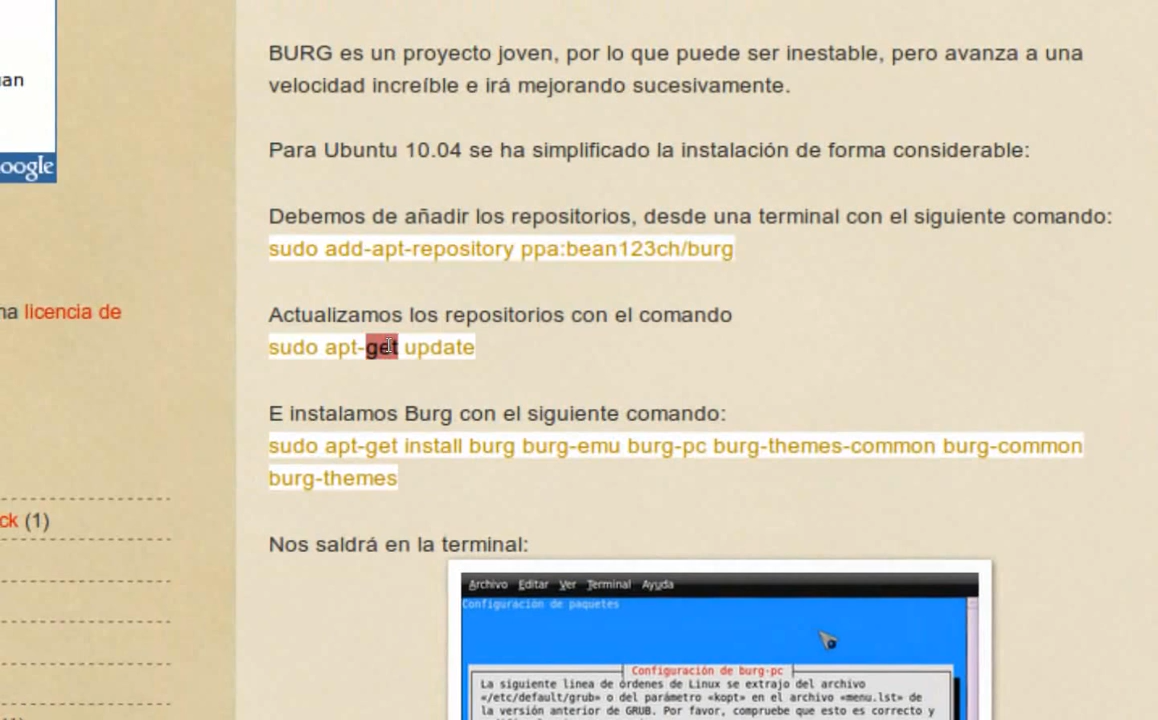 BURG es un proyecto joven, por lo que puede ser inestable, pero avanza a una
velocidad increíble e irá mejorando sucesivamente.
Para Ubuntu 10.04 se ha simplificado la instalación de forma considerable:
Debemos de añadir los repositorios, desde una terminal con el siguiente comando:
sudo add-apt-repository ppa:bean123ch/burg
licencia de
Actualizamos los repositorios con el comando
sudo apt-get update
E instalamos Burg con el siguiente comando:
sudo apt-get install burg burg-emu burg-pc burg-themes-common burg-common
burg-themes
(1)
Nos saldrá en la terminal:
Archivo Editar Ver Terminal Ayuda
Configuración de paquetes
Configuración de burg-pc
La siguiente línea de órdenes de Linux se extrajo del archivo
«/etc/default/grub» o del parámetro «kopt» en el archivo «menu.lst» de
la versión anterior de GRUB. Por favor, compruebe que esto es correcto y